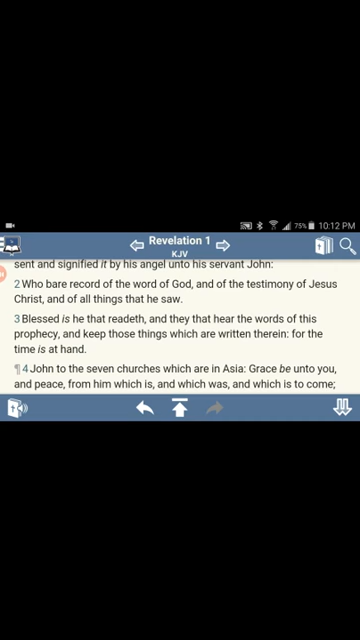 75% 10:12 PM
Revelation 1
KJV
sent and signified it by his angel unto his servant John:
2 Who bare record of the word of God, and of the testimony of Jesus
Christ, and of all things that he saw.
3 Blessed is he that readeth, and they that hear the words of this
prophecy, and keep those things which are written therein: for the
time is at hand.
¶ 4 John to the seven churches which are in Asia: Grace be unto you,
and peace, from him which is, and which was, and which is to come;